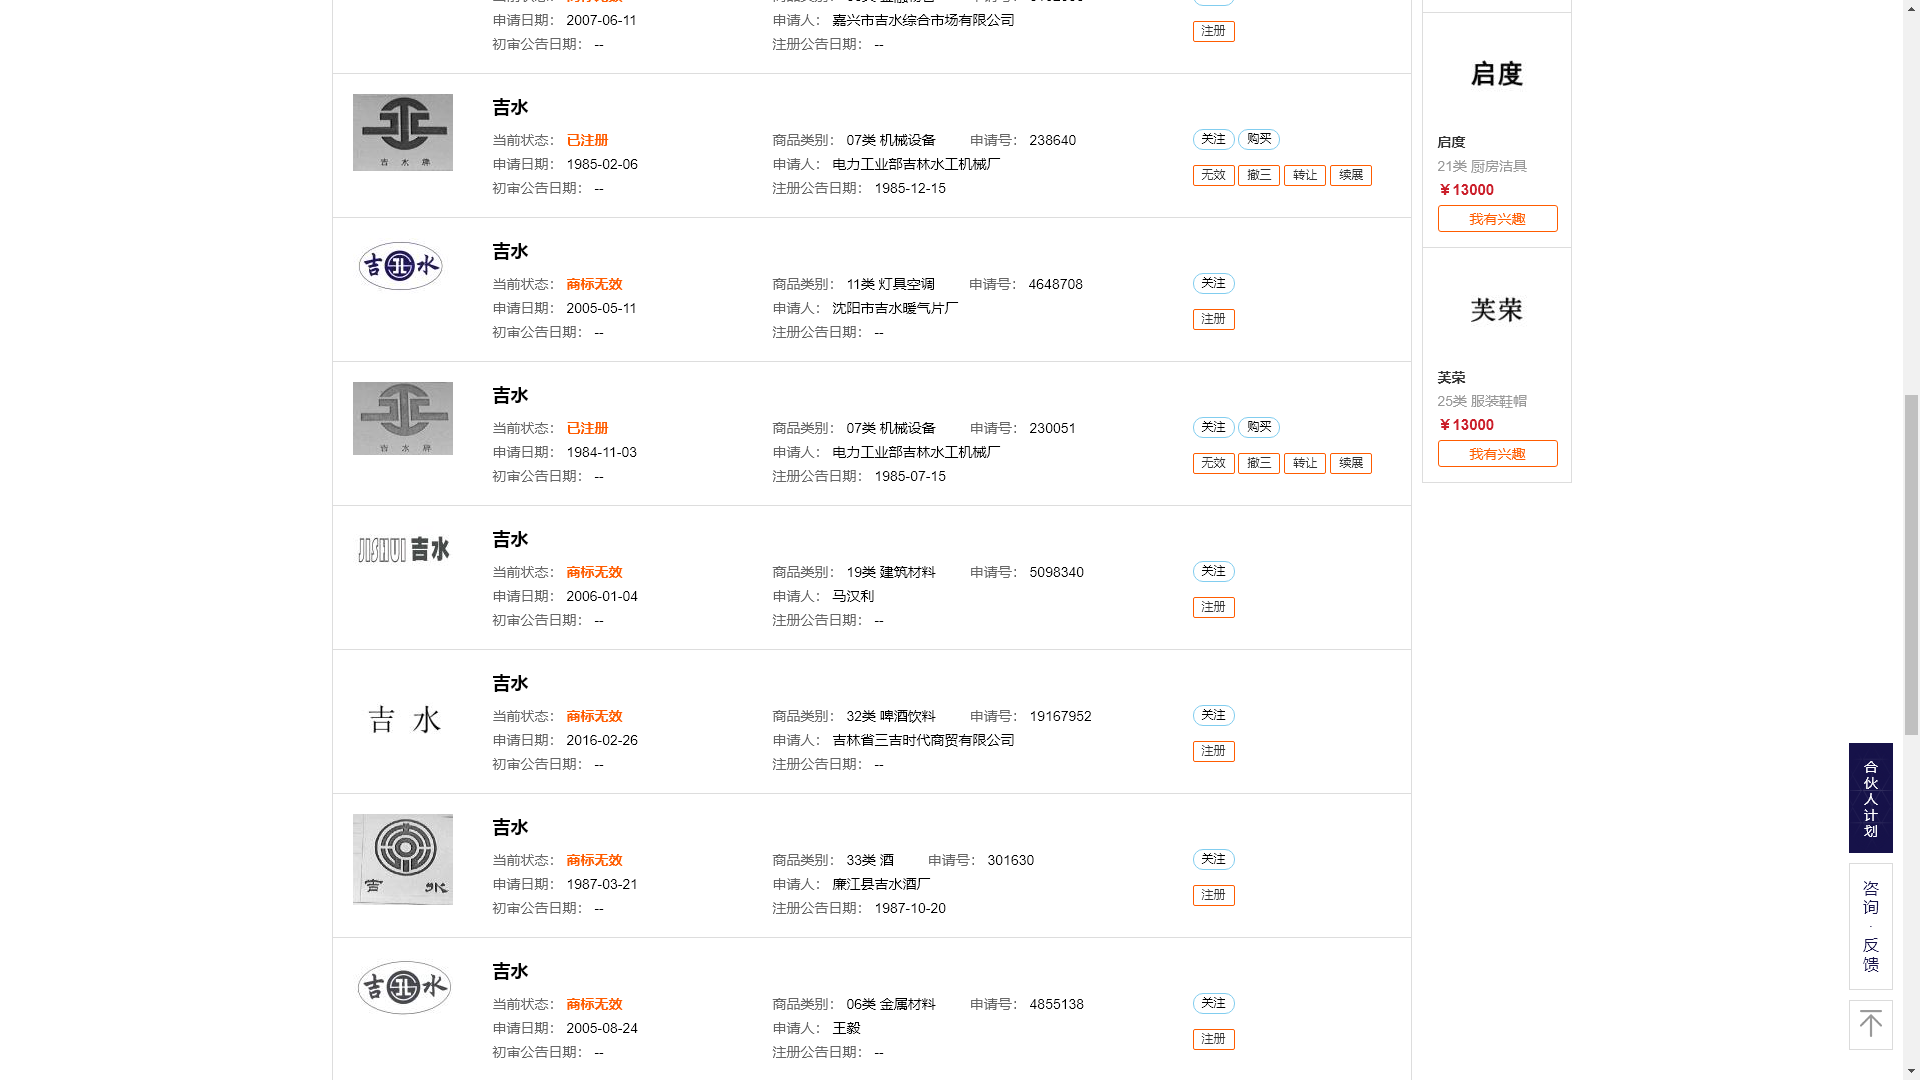 申请日期： 2007-06-11 申请人： 嘉兴市吉水综合市场有限公司 注册
初审公告日期： -- 注册公告日期： --
吉水牌
吉水
当前状态： 已注册 商品类别： 07类 机械设备 申请号： 238640 关注 购买
申请日期： 1985-02-06 申请人： 电力工业部吉林水工机械厂 无效 撤三 转让 续展
初审公告日期： -- 注册公告日期： 1985-12-15
吉水
吉水
当前状态： 商标无效 商品类别： 11类 灯具空调 申请号： 4648708 关注
申请日期： 2005-05-11 申请人： 沈阳市吉水暖气片厂 注册
初审公告日期： -- 注册公告日期： --
吉水牌
吉水
当前状态： 已注册 商品类别： 07类 机械设备 申请号： 230051 关注 购买
申请日期： 1984-11-03 申请人： 电力工业部吉林水工机械厂 无效 撤三 转让 续展
初审公告日期： -- 注册公告日期： 1985-07-15
JISHUI 吉水
吉水
当前状态： 商标无效 商品类别： 19类 建筑材料 申请号： 5098340 关注
申请日期： 2006-01-04 申请人： 马汉利 注册
初审公告日期： -- 注册公告日期： --
吉 水
吉水
当前状态： 商标无效 商品类别： 32类 啤酒饮料 申请号： 19167952 关注
申请日期： 2016-02-26 申请人： 吉林省三吉时代商贸有限公司 注册
初审公告日期： -- 注册公告日期： --
吉 水
吉水
当前状态： 商标无效 商品类别： 33类 酒 申请号： 301630 关注
申请日期： 1987-03-21 申请人： 廉江县吉水酒厂 注册
初审公告日期： -- 注册公告日期： 1987-10-20
吉水
吉水
当前状态： 商标无效 商品类别： 06类 金属材料 申请号： 4855138 关注
申请日期： 2005-08-24 申请人： 王毅 注册
初审公告日期： -- 注册公告日期： --
启度
启度
21类 厨房洁具
￥13000
我有兴趣
芙荣
芙荣
25类 服装鞋帽
￥13000
我有兴趣
合伙人计划
咨询·反馈